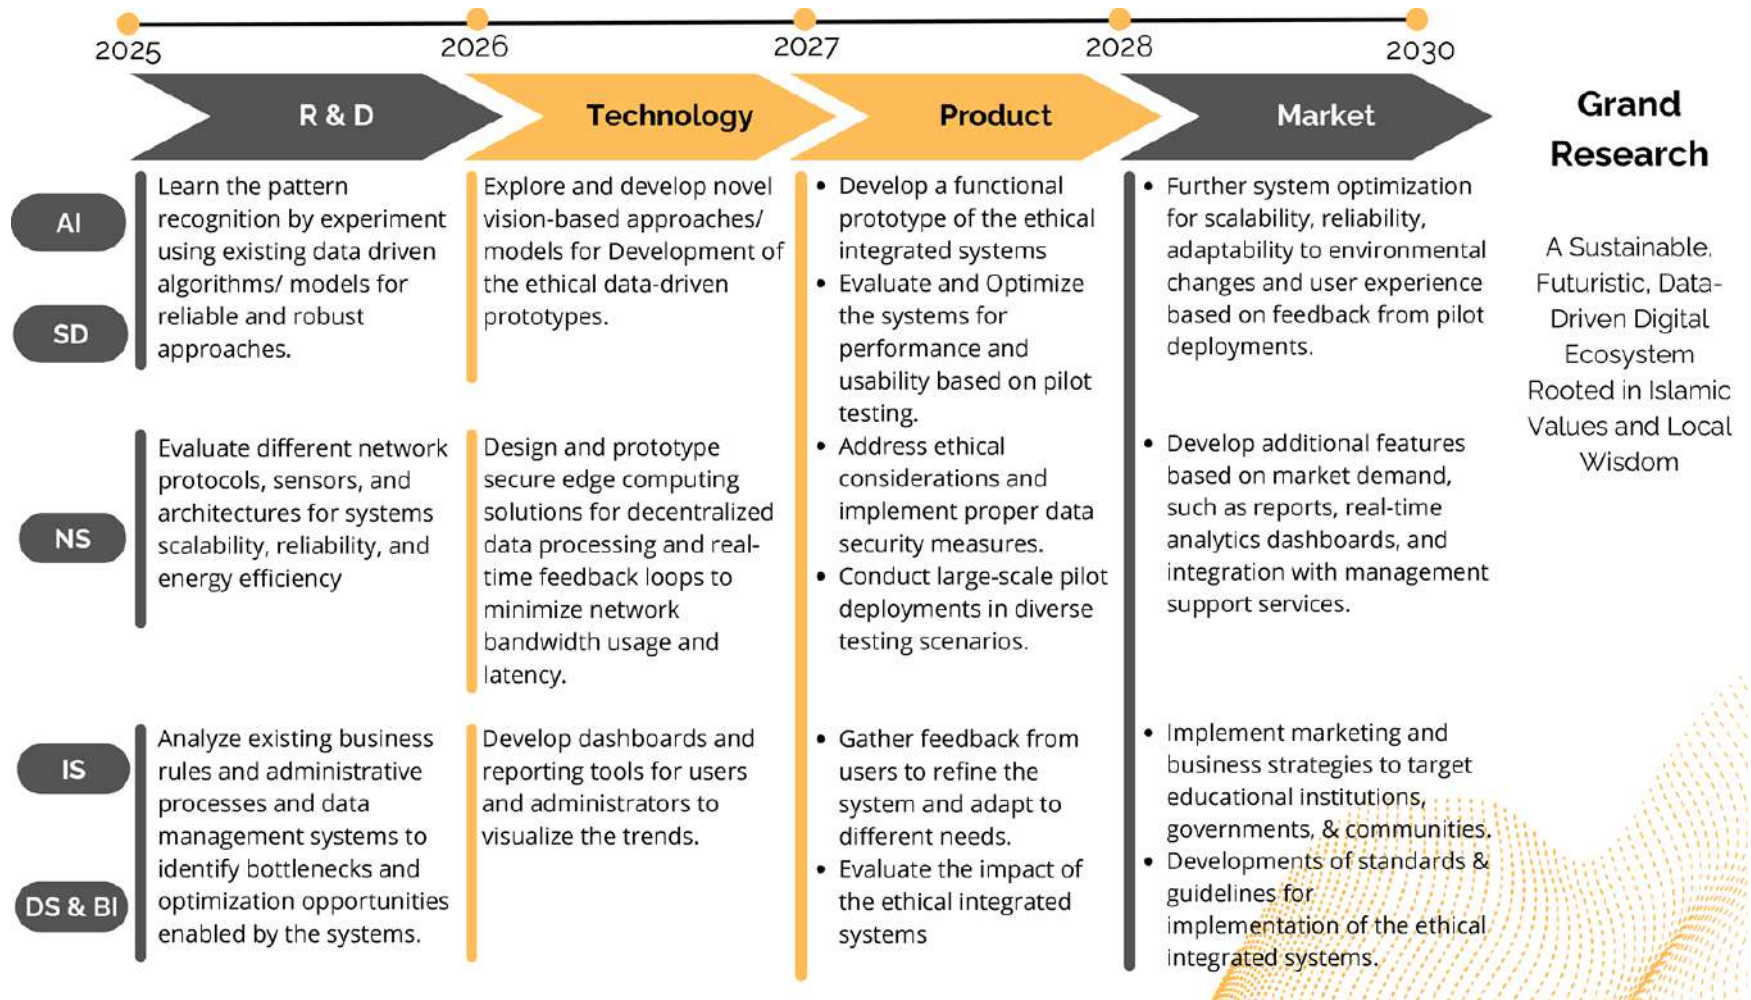 2025
2026
2027
2028
2030
R & D
Technology
Product
Market
Grand
Research
A Sustainable,
Futuristic, Data-
Driven Digital
Ecosystem
Rooted in Islamic
Values and Local
Wisdom
AI
SD
Learn the pattern
recognition by experiment
using existing data driven
algorithms/ models for
reliable and robust
approaches.
Explore and develop novel
vision-based approaches/
models for Development of
the ethical data-driven
prototypes.
• Develop a functional
prototype of the ethical
integrated systems
• Evaluate and Optimize
the systems for
performance and
usability based on pilot
testing.
• Further system optimization
for scalability, reliability,
adaptability to environmental
changes and user experience
based on feedback from pilot
deployments.
NS
Evaluate different network
protocols, sensors, and
architectures for systems
scalability, reliability, and
energy efficiency
Design and prototype
secure edge computing
solutions for decentralized
data processing and real-
time feedback loops to
minimize network
bandwidth usage and
latency.
• Address ethical
considerations and
implement proper data
security measures.
• Conduct large-scale pilot
deployments in diverse
testing scenarios.
• Develop additional features
based on market demand,
such as reports, real-time
analytics dashboards, and
integration with management
support services.
IS
DS & BI
Analyze existing business
rules and administrative
processes and data
management systems to
identify bottlenecks and
optimization opportunities
enabled by the systems.
Develop dashboards and
reporting tools for users
and administrators to
visualize the trends.
• Gather feedback from
users to refine the
system and adapt to
different needs.
• Evaluate the impact of
the ethical integrated
systems
• Implement marketing and
business strategies to target
educational institutions,
governments, & communities.
• Developments of standards &
guidelines for
implementation of the ethical
integrated systems.